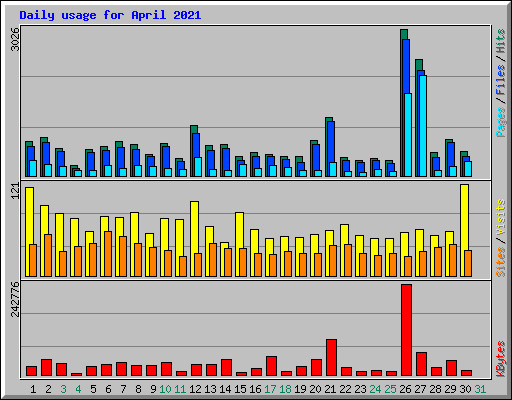 Daily usage for April 2021
3026
Pages / Files / Hits
121
Sites / Visits
242776
KBytes
1 2 3 4 5 6 7 8 9 10 11 12 13 14 15 16 17 18 19 20 21 22 23 24 25 26 27 28 29 30 31